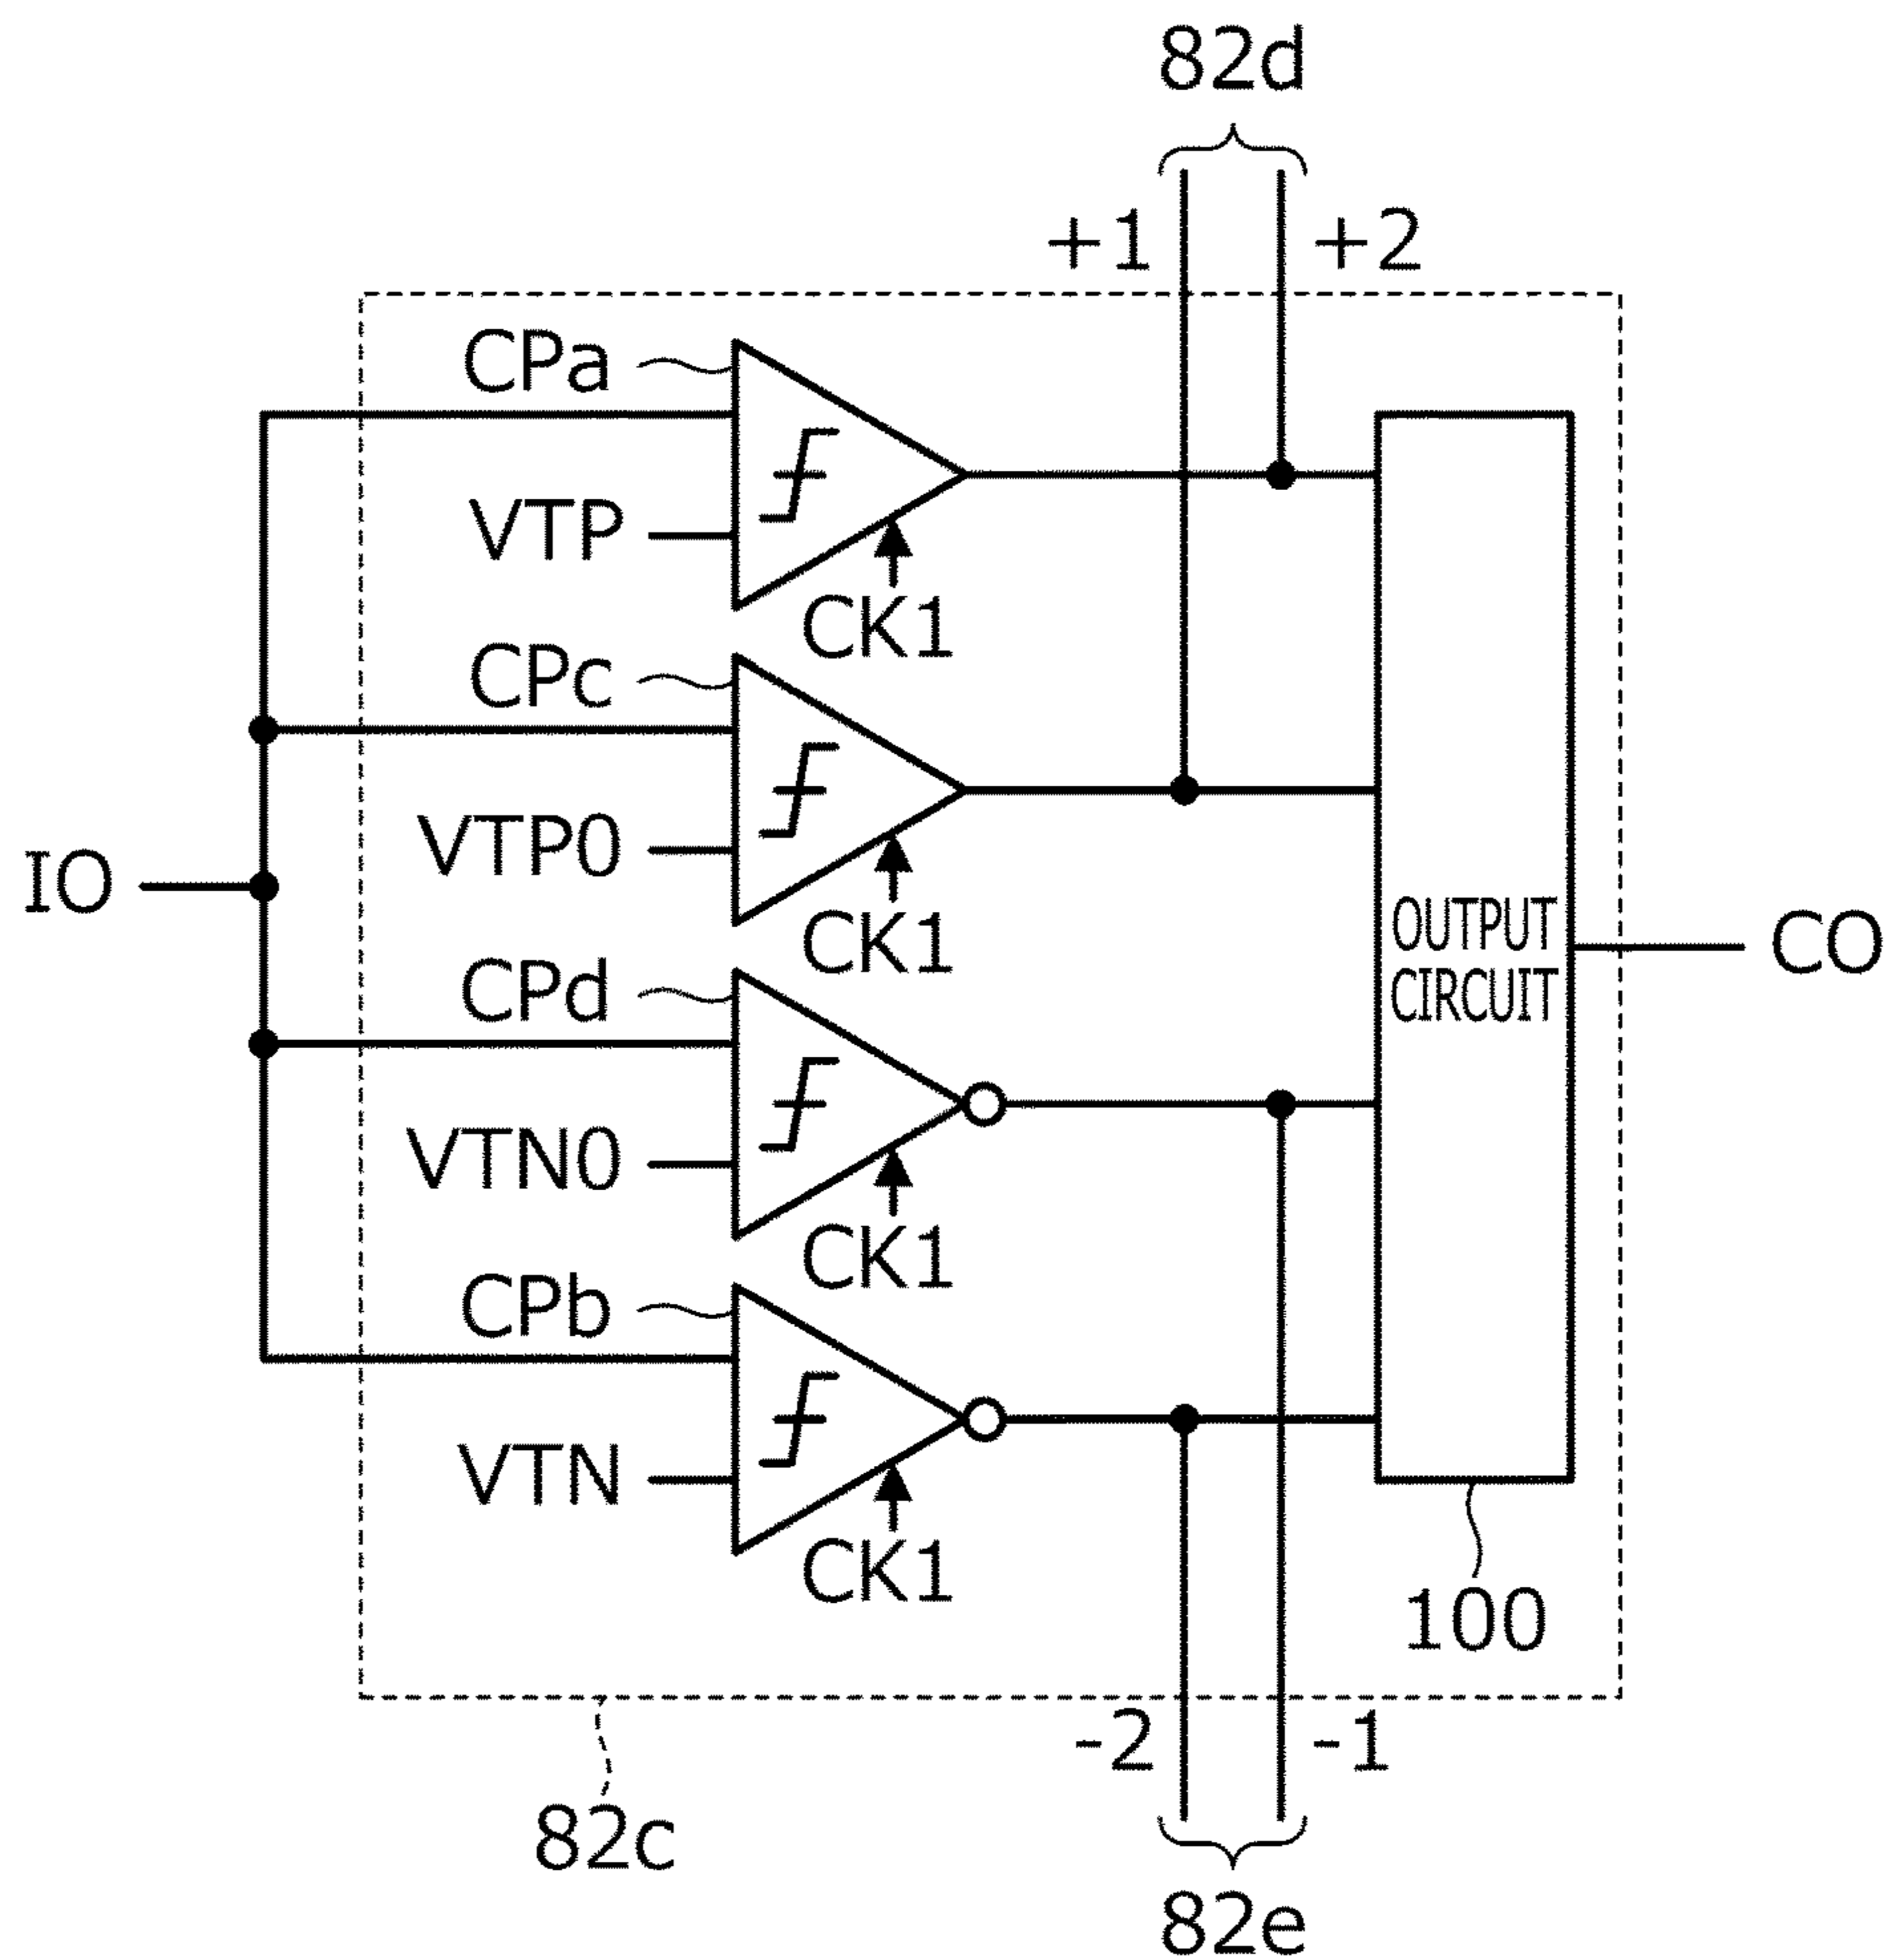 82d
+1
+2
CPa
VTP
CK1
CPc
VTP0
CK1
IO
CPd
VTN0
CK1
OUTPUT
CIRCUIT
CO
CPb
VTN
CK1
100
-2
-1
82c
82e